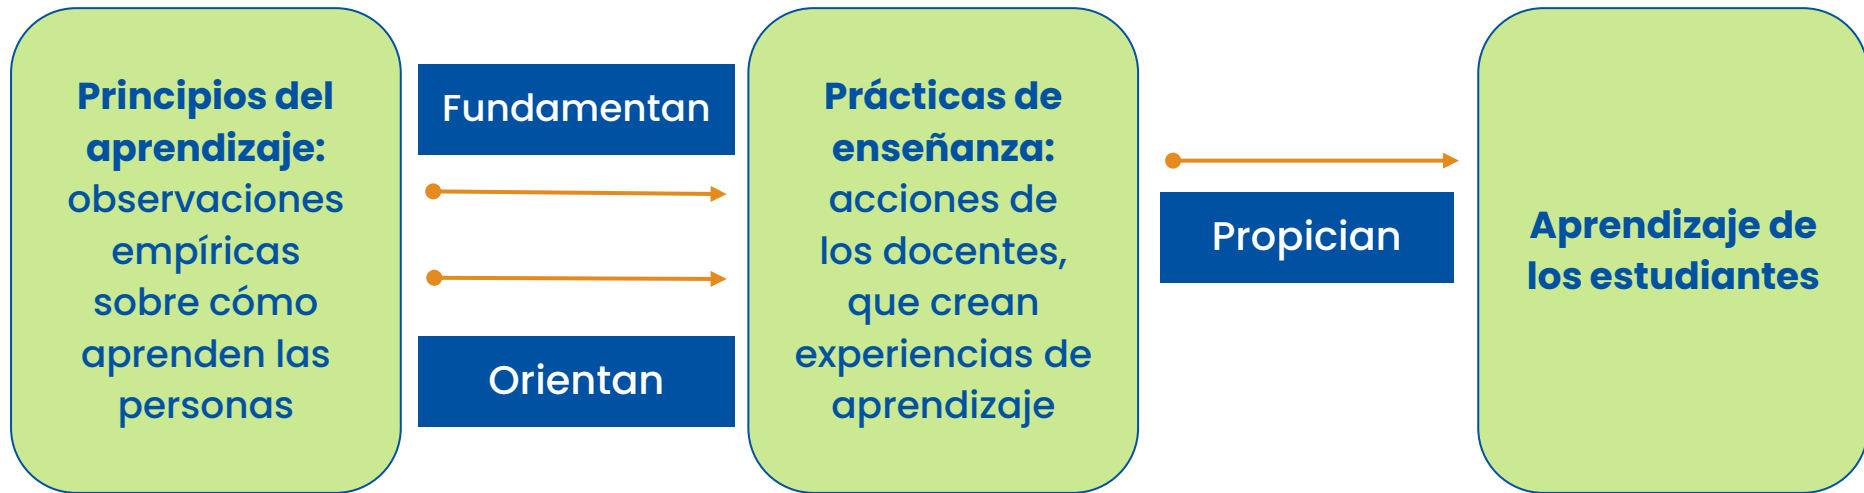 Principios del
aprendizaje:
observaciones
empíricas
sobre cómo
aprenden las
personas
Fundamentan
Orientan
Prácticas de
enseñanza:
acciones de
los docentes,
que crean
experiencias de
aprendizaje
Propician
Aprendizaje de
los estudiantes